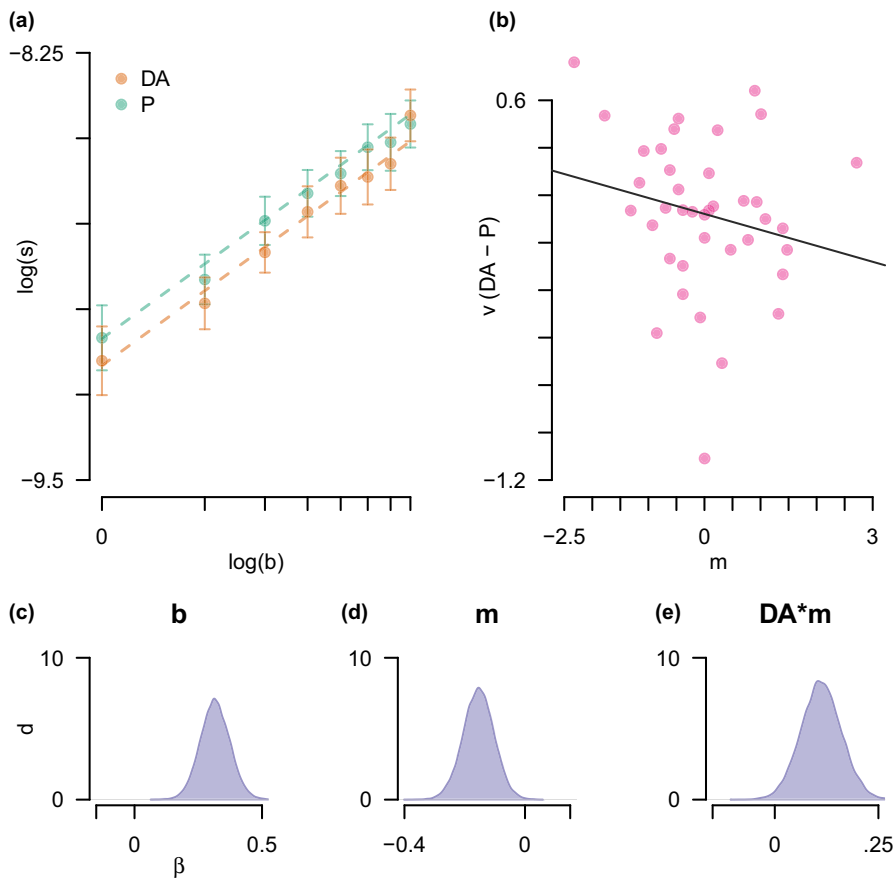 (a)
−8.25
DA
P
log(s)
−9.5
0
log(b)
(b)
0.6
v (DA − P)
−1.2
−2.5 0 3
m
(c) b
10
d
0
0 0.5
β
(d) m
10
0
−0.4 0
(e) DA*m
10
0
0 .25